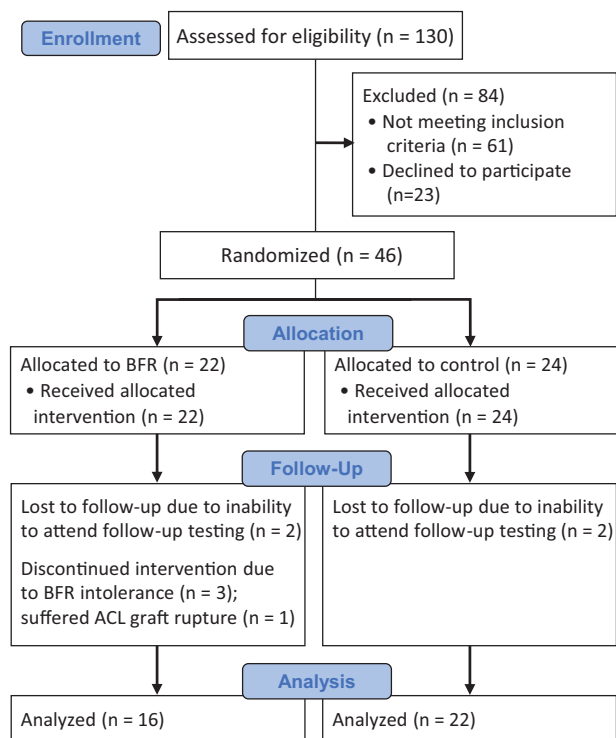 Enrollment
Assessed for eligibility (n = 130)
Excluded (n = 84)
• Not meeting inclusion
criteria (n = 61)
• Declined to participate
(n=23)
Randomized (n = 46)
Allocation
Allocated to BFR (n = 22)
• Received allocated
intervention (n = 22)
Allocated to control (n = 24)
• Received allocated
intervention (n = 24)
Follow-Up
Lost to follow-up due to inability
to attend follow-up testing (n = 2)
Discontinued intervention due
to BFR intolerance (n = 3);
suffered ACL graft rupture (n = 1)
Lost to follow-up due to inability
to attend follow-up testing (n = 2)
Analysis
Analyzed (n = 16)
Analyzed (n = 22)